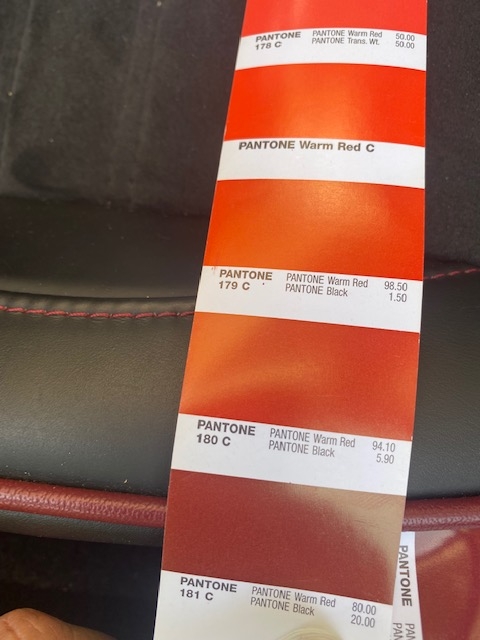 PANTONE PANTONE Warm Red 50.00
178 C PANTONE Trans. Wt. 50.00
PANTONE Warm Red C
PANTONE PANTONE Warm Red 98.50
179 C PANTONE Black 1.50
PANTONE PANTONE Warm Red 94.10
180 C PANTONE Black 5.90
PANTONE PANTONE Warm Red 80.00
181 C PANTONE Black 20.00
PANTONE